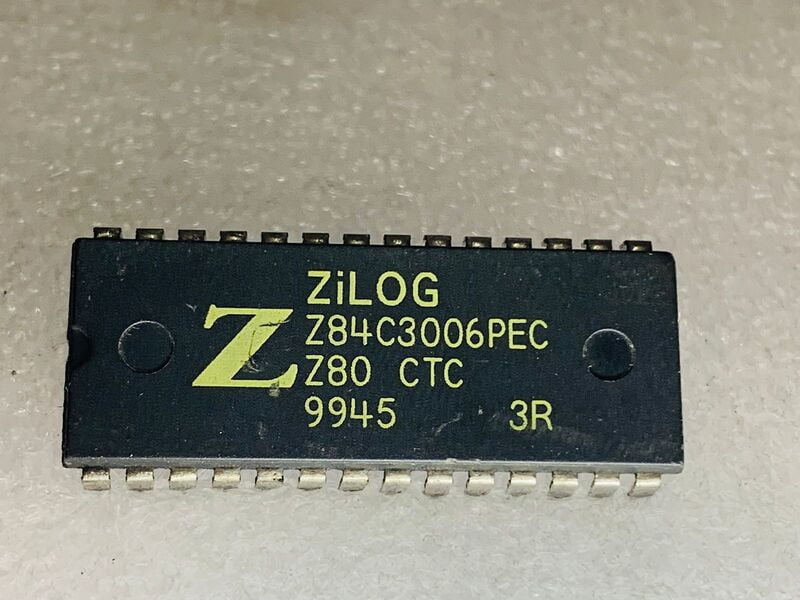 ZiLOG
Z
Z84C3006PEC
Z80 CTC
9945 3R